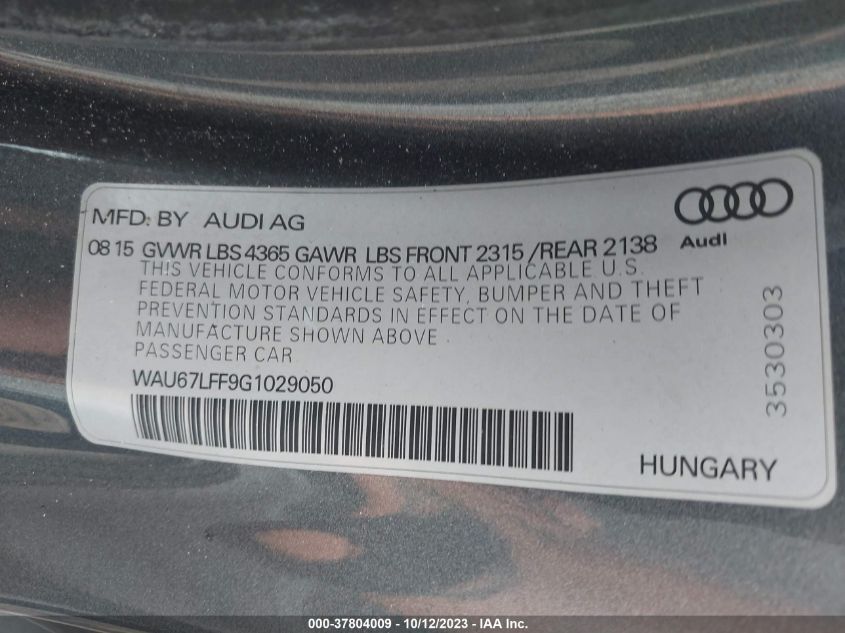 MFD. BY AUDI AG
08 15 GVWR LBS 4365 GAWR LBS FRONT 2315 /REAR 2138
Audi
THIS VEHICLE CONFORMS TO ALL APPLICABLE U.S.
FEDERAL MOTOR VEHICLE SAFETY, BUMPER AND THEFT
PREVENTION STANDARDS IN EFFECT ON THE DATE OF
MANUFACTURE SHOWN ABOVE.
PASSENGER CAR
WAU67LFF9G1029050
3530303
HUNGARY
000-37804009 - 10/12/2023 - IAA Inc.